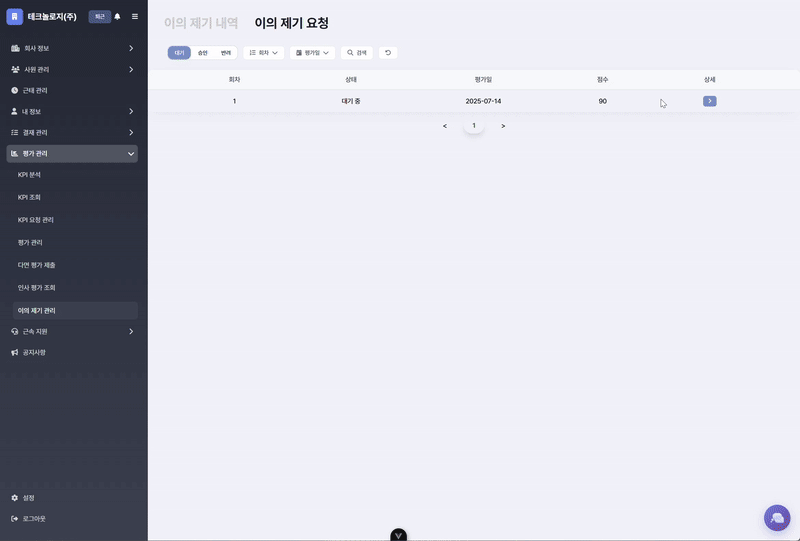 테크놀로지(주) 퇴근
회사 정보
사원 관리
근태 관리
내 정보
결재 관리
평가 관리
KPI 분석
KPI 조회
KPI 요청 관리
평가 관리
다면 평가 제출
인사 평가 조회
이의 제기 관리
근속 지원
공지사항
설정
로그아웃
이의 제기 내역 이의 제기 요청
대기 승인 반려 회차 평가일 검색
회차 상태 평가일 점수 상세
1 대기 중 2025-07-14 90 >
< 1 >